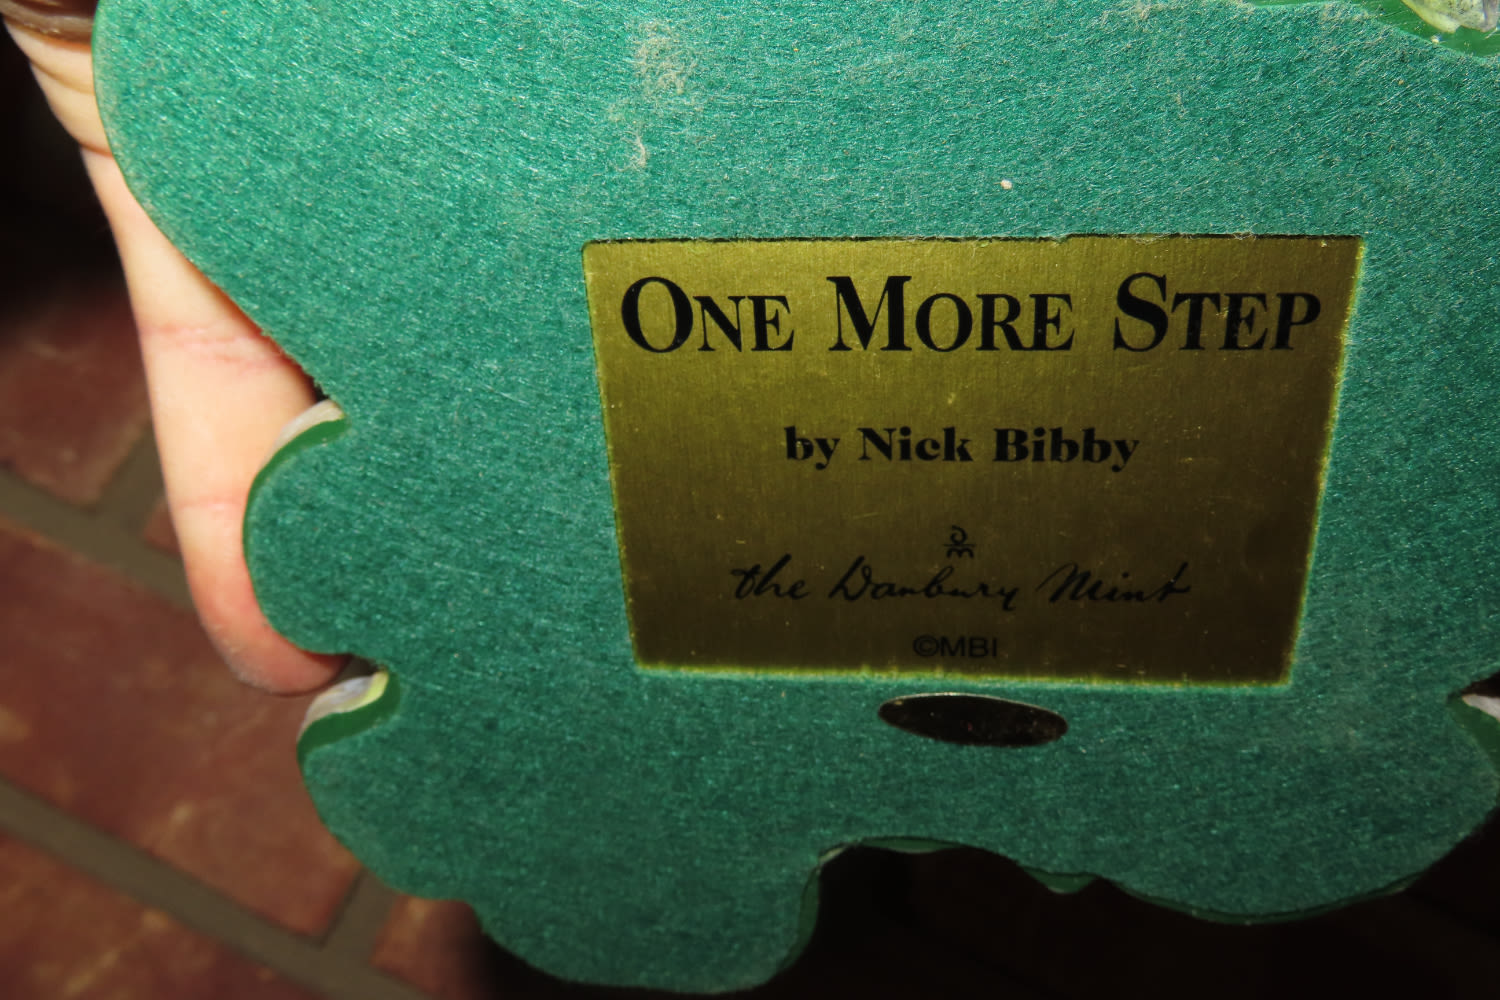 ONE MORE STEP
by Nick Bibby
the Danbury Mint
©MBI